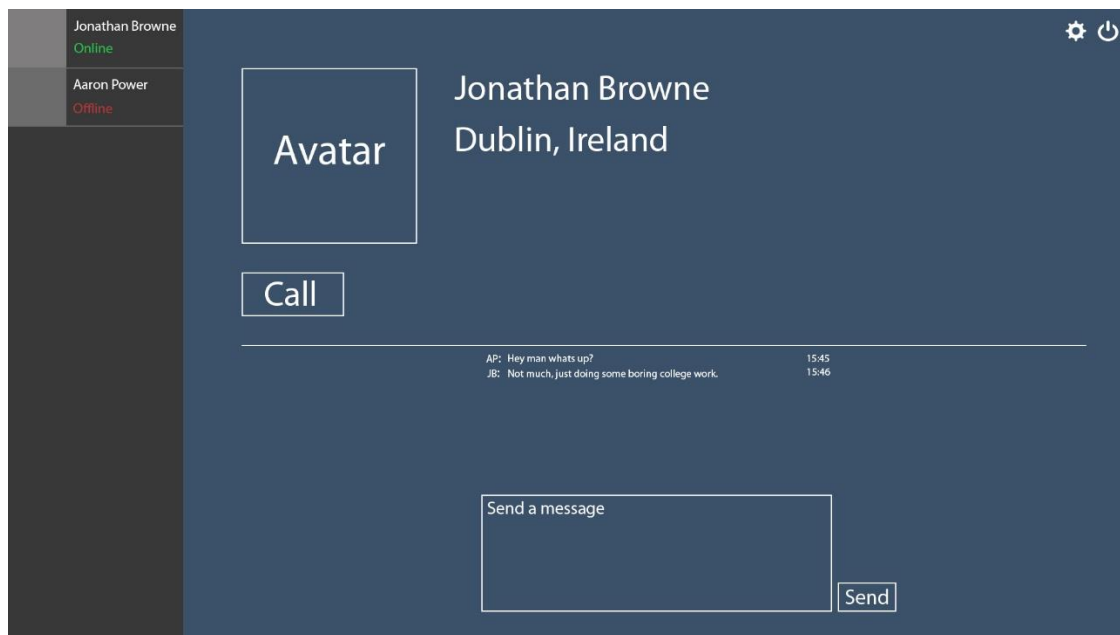 Jonathan Browne
Online
Aaron Power
Offline
Avatar
Jonathan Browne
Dublin, Ireland
Call
AP: Hey man whats up? 15:45
JB: Not much, just doing some boring college work. 15:46
Send a message
Send